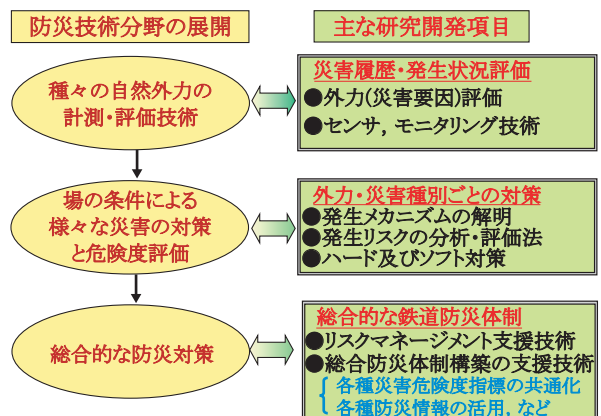 防災技術分野の展開
主な研究開発項目
種々の自然外力の
計測・評価技術
災害履歴・発生状況評価
●外力(災害要因)評価
●センサ，モニタリング技術
場の条件による
様々な災害の対策
と危険度評価
外力・災害種別ごとの対策
●発生メカニズムの解明
●発生リスクの分析・評価法
●ハード及びソフト対策
総合的な防災対策
総合的な鉄道防災体制
●リスクマネージメント支援技術
●総合防災体制構築の支援技術
各種災害危険度指標の共通化
各種防災情報の活用，など